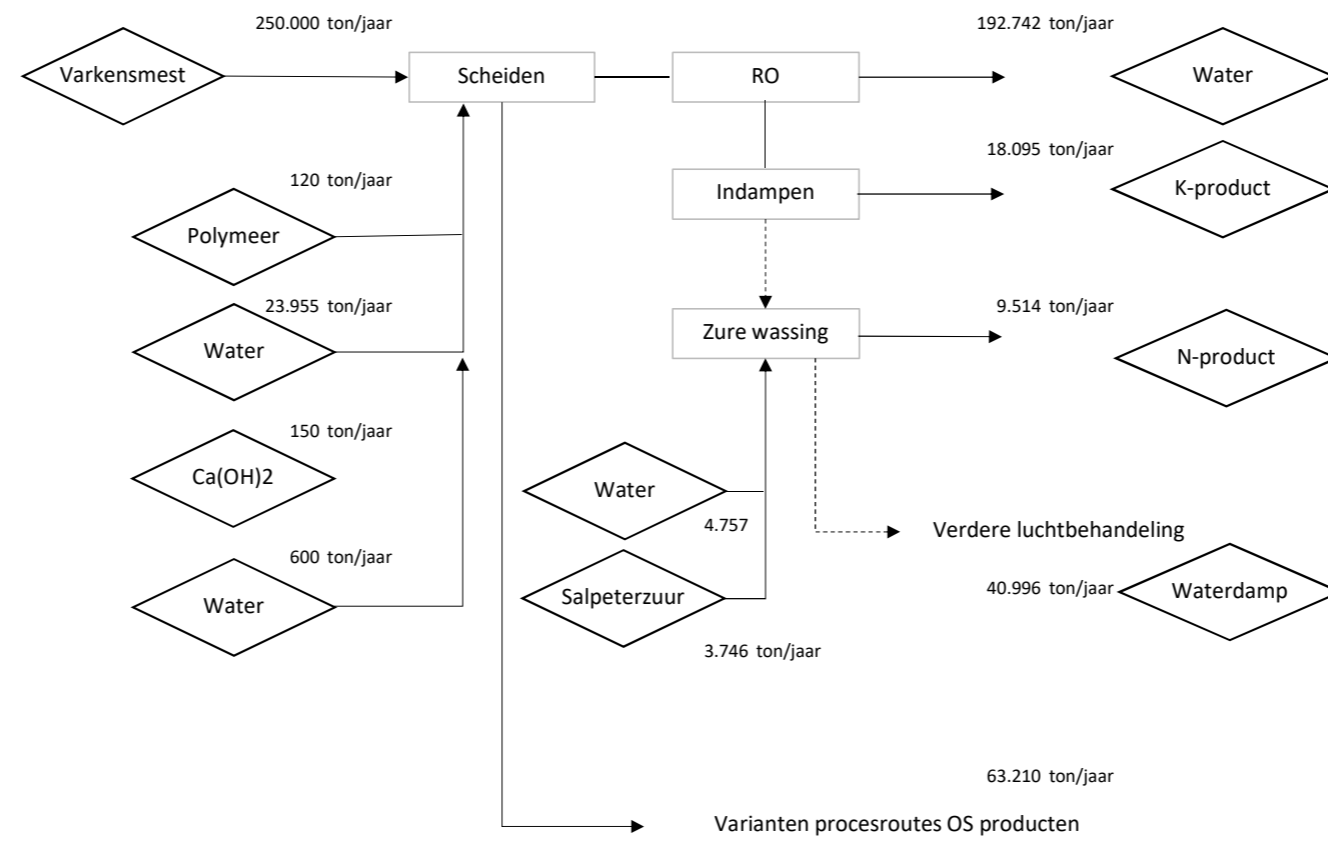 250.000 ton/jaar
192.742 ton/jaar
Varkensmest
Scheiden
RO
Water
120 ton/jaar
18.095 ton/jaar
Polymeer
Indampen
K-product
23.955 ton/jaar
9.514 ton/jaar
Water
Zure wassing
N-product
150 ton/jaar
Ca(OH)2
Water
4.757
Verdere luchtbehandeling
600 ton/jaar
Water
Salpeterzuur
40.996 ton/jaar
Waterdamp
3.746 ton/jaar
63.210 ton/jaar
Varianten procesroutes OS producten